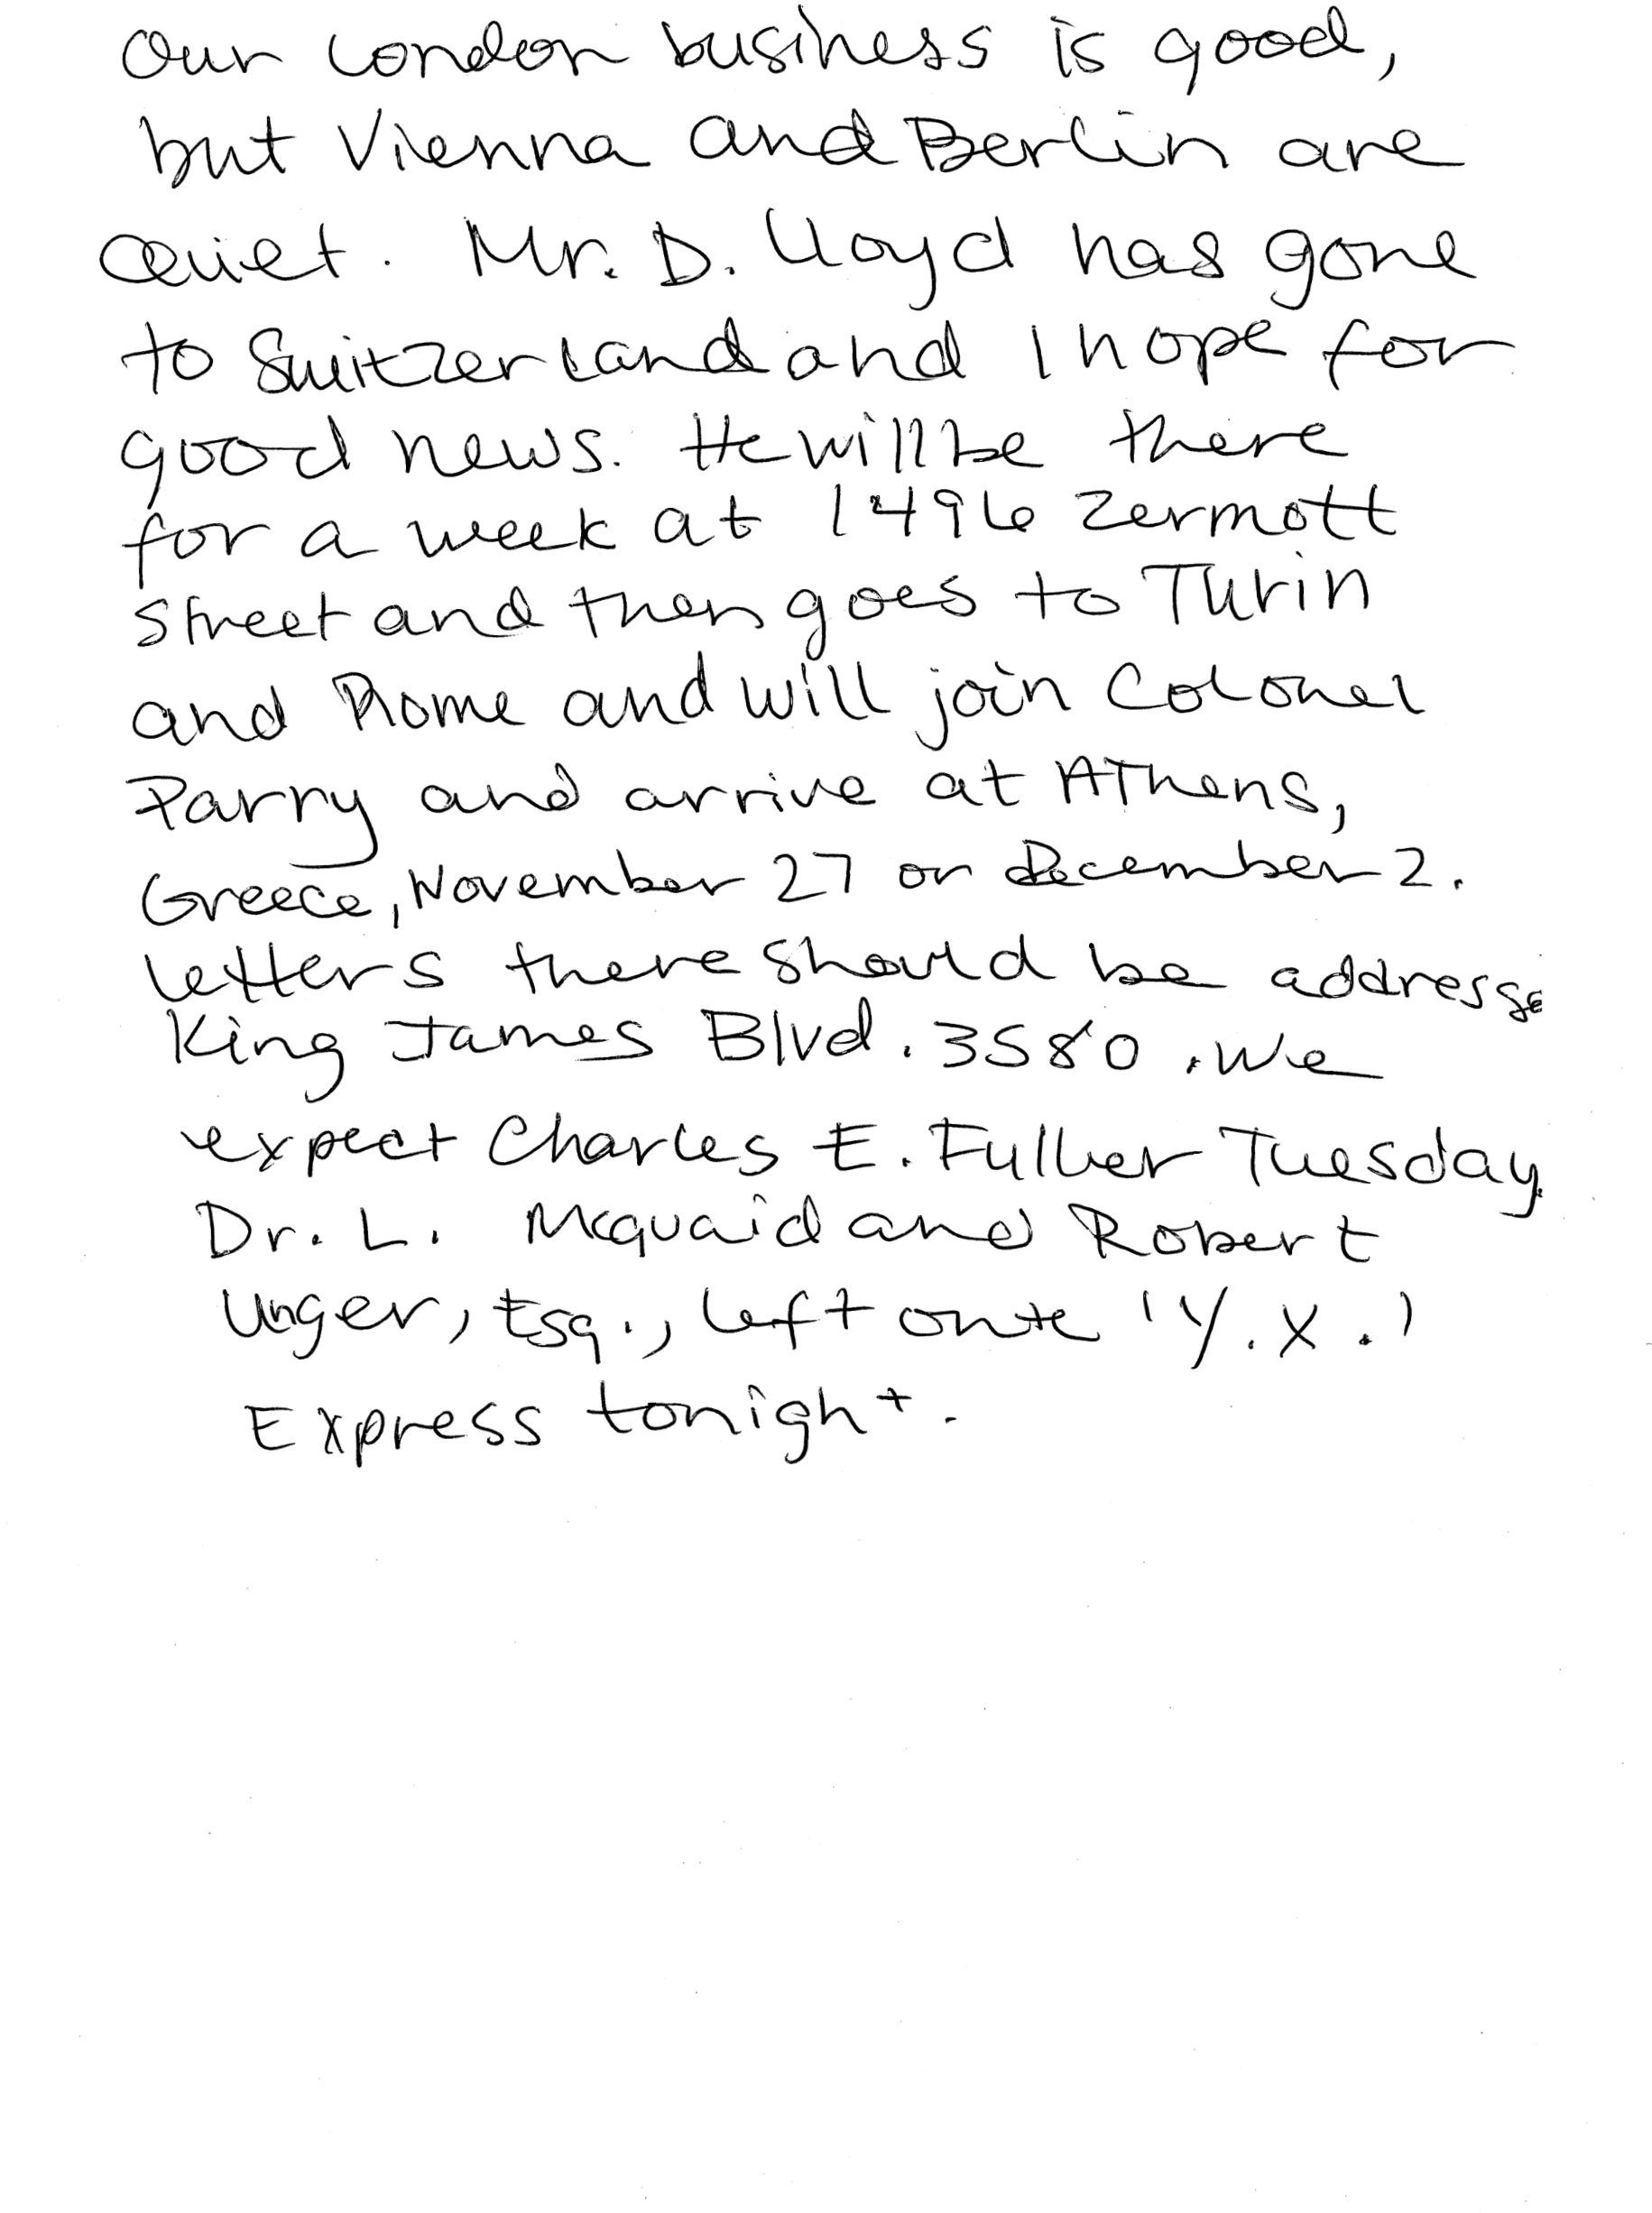 Our London business is good,
but Vienna and Berlin are
Quiet. Mr. D. Lloyd has gone
to Switzerland and I hope for
good news. He will be there
for a week at 1496 Zermott
Street and then goes to Turin
and Rome and will join Colonel
Parry and arrive at Athens,
Greece, November 27 or December 2.
Letters there should be addresse
King James Blvd. 3580. We
expect Charles E. Fuller Tuesday.
Dr. L. McQuaid and Robert
Unger, Esq., left on the 'Y.X.'
Express tonight.